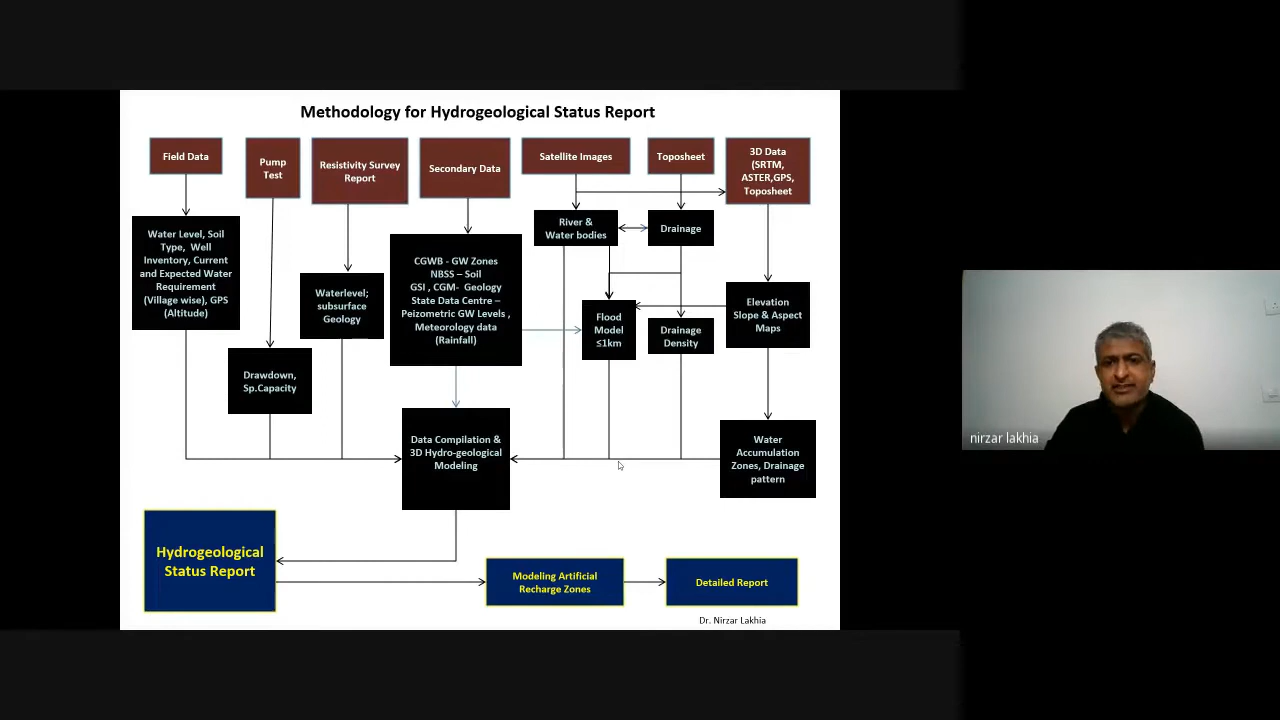 Methodology for Hydrogeological Status Report
Field Data
Pump
Test
Resistivity Survey
Report
Secondary Data
Satellite Images
Toposheet
3D Data
(SRTM,
ASTER,GPS,
Toposheet
Water Level, Soil
Type, Well
Inventory, Current
and Expected Water
Requirement
(Village wise), GPS
(Altitude)
Drawdown,
Sp.Capacity
Waterlevel;
subsurface
Geology
CGWB - GW Zones
NBSS – Soil
GSI , CGM- Geology
State Data Centre –
Peizometric GW Levels ,
Meteorology data
(Rainfall)
River &
Water bodies
Drainage
Flood
Model
≤1km
Drainage
Density
Elevation
Slope & Aspect
Maps
Data Compilation &
3D Hydro-geological
Modeling
Water
Accumulation
Zones, Drainage
pattern
Hydrogeological
Status Report
Modeling Artificial
Recharge Zones
Detailed Report
Dr. Nirzar Lakhia
nirzar lakhia